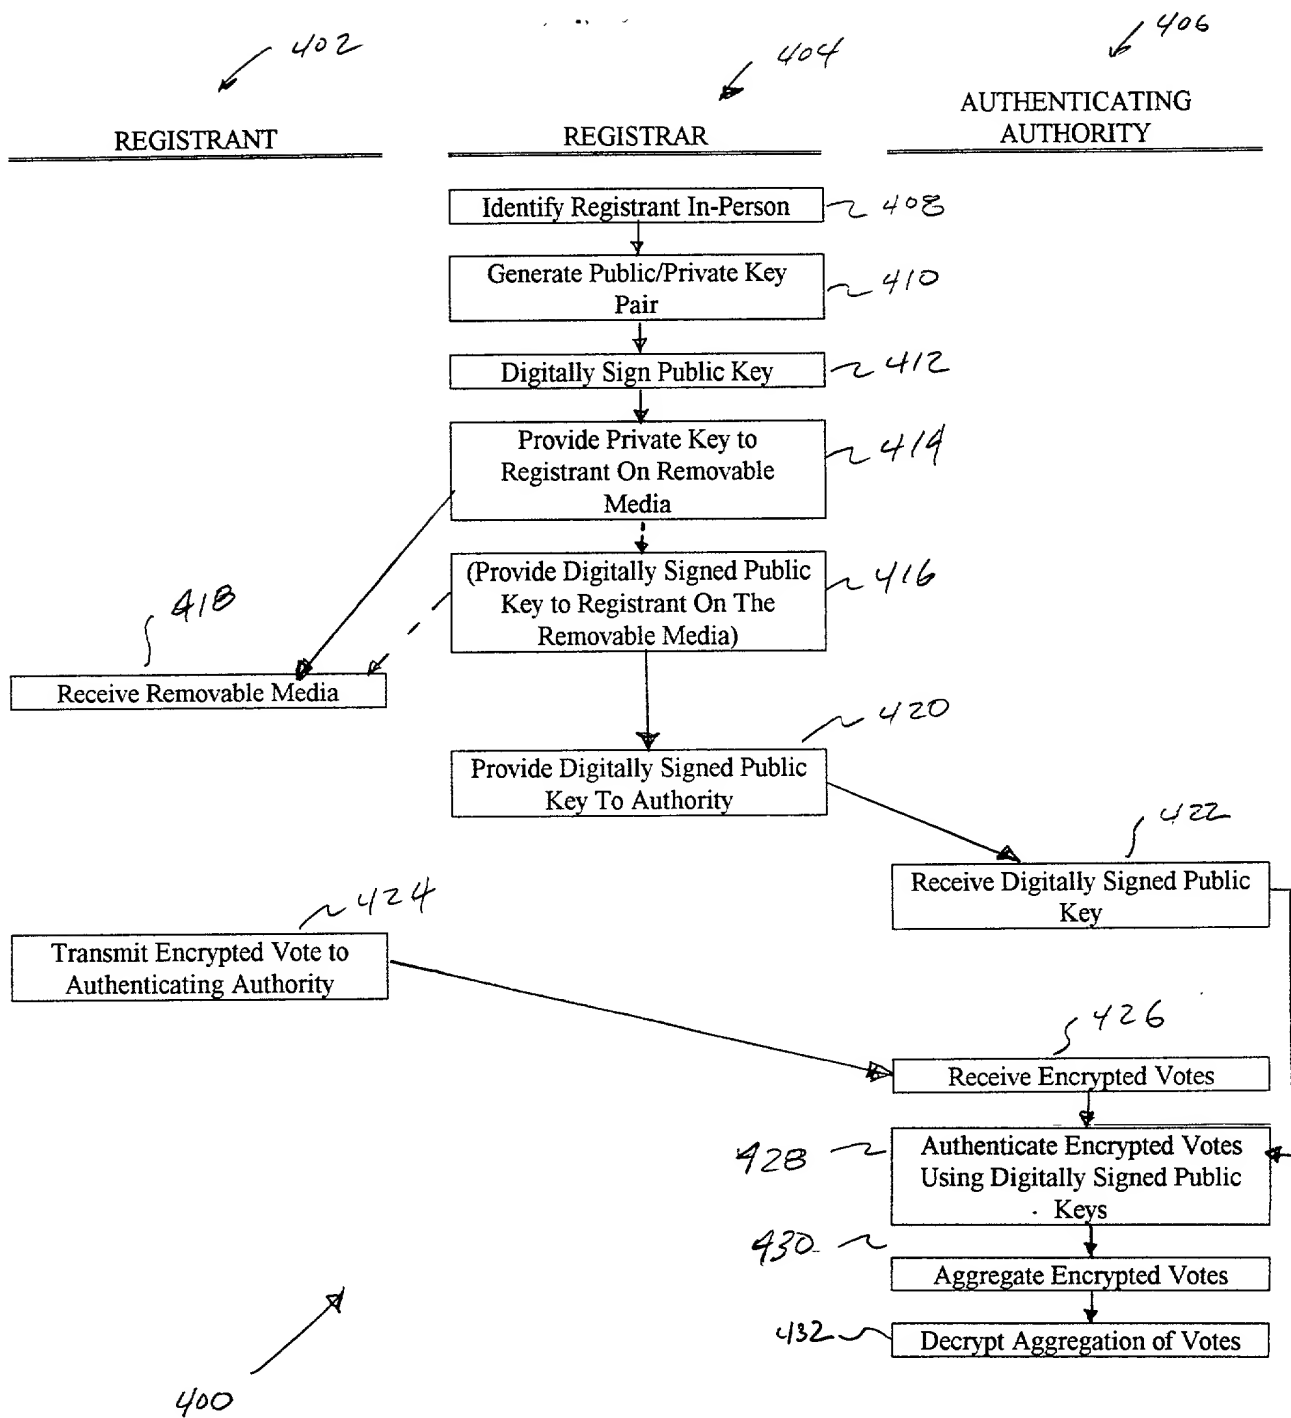 402
404
406
REGISTRANT
REGISTRAR
AUTHENTICATING
AUTHORITY
Identify Registrant In-Person
408
Generate Public/Private Key
Pair
410
Digitally Sign Public Key
412
Provide Private Key to
Registrant On Removable
Media
414
(Provide Digitally Signed Public
Key to Registrant On The
Removable Media)
416
418
Receive Removable Media
420
Provide Digitally Signed Public
Key To Authority
422
Receive Digitally Signed Public
Key
424
Transmit Encrypted Vote to
Authenticating Authority
426
Receive Encrypted Votes
428
Authenticate Encrypted Votes
Using Digitally Signed Public
Keys
430
Aggregate Encrypted Votes
432
Decrypt Aggregation of Votes
400